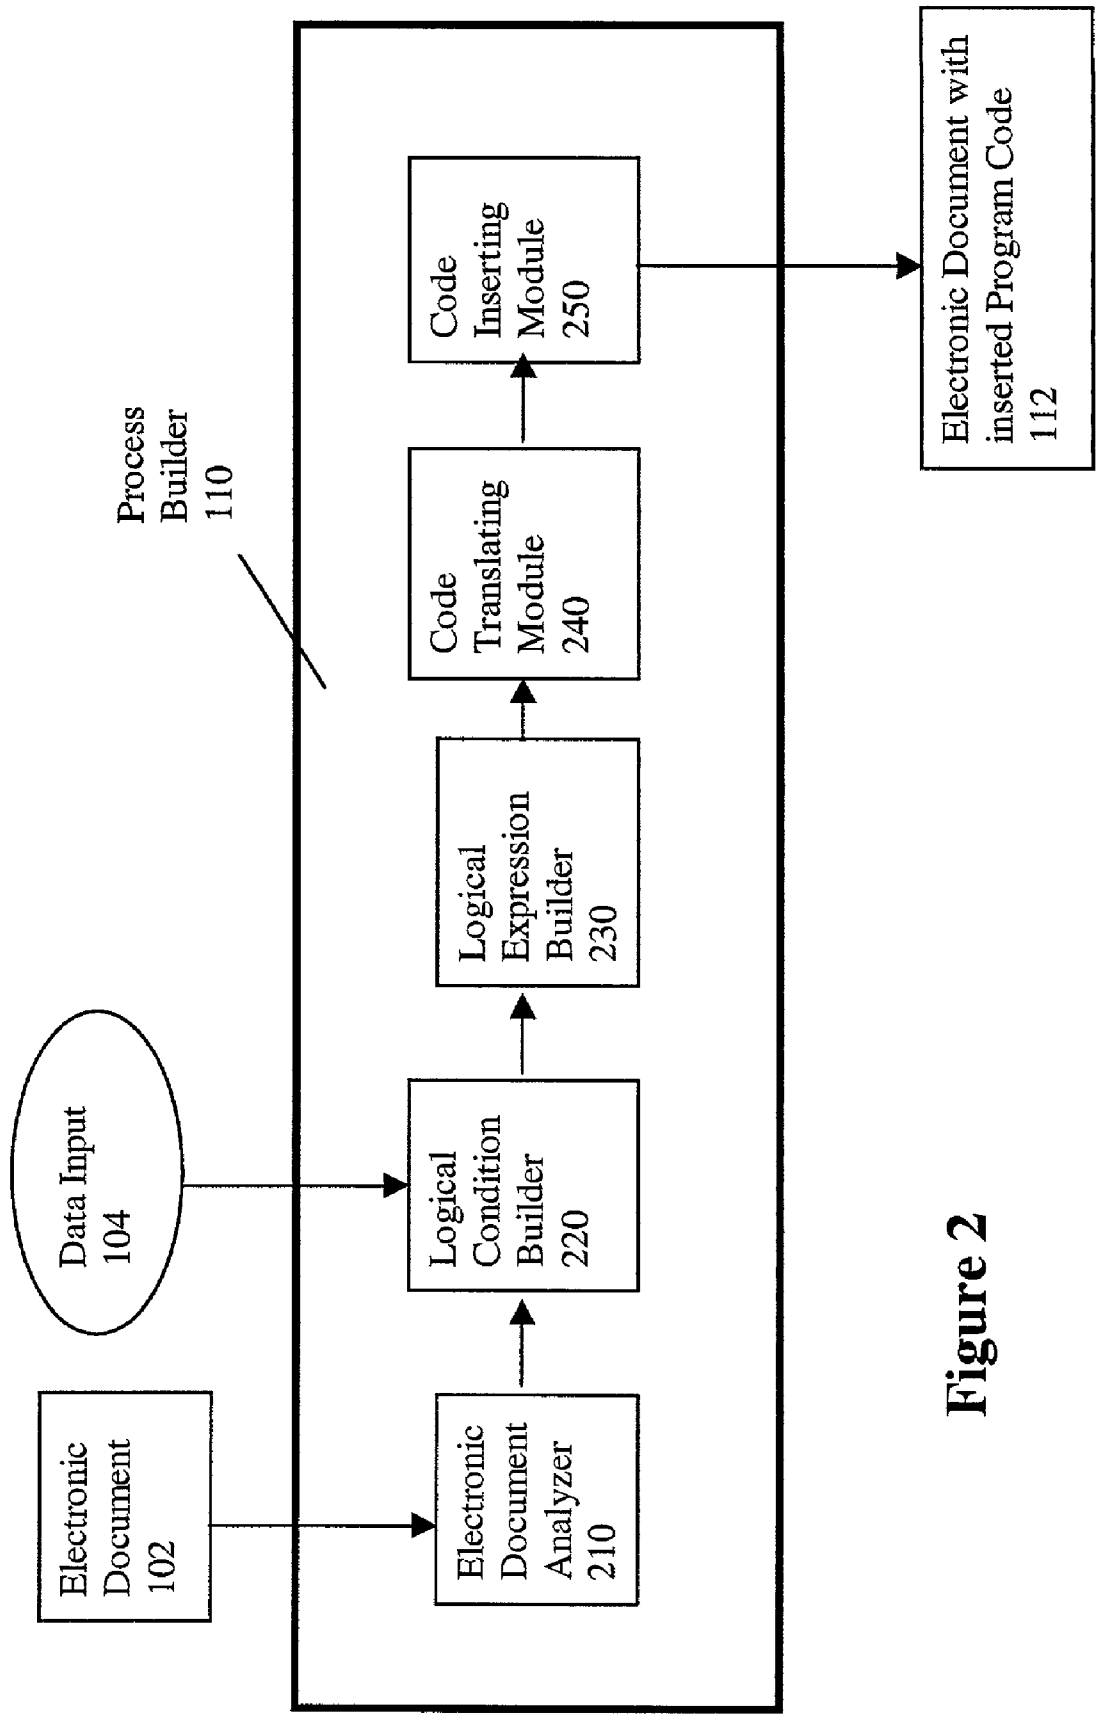 Electronic
Document
102
Data Input
104
Process
Builder
110
Electronic
Document
Analyzer
210
Logical
Condition
Builder
220
Logical
Expression
Builder
230
Code
Translating
Module
240
Code
Inserting
Module
250
Electronic Document with
inserted Program Code
112
Figure 2